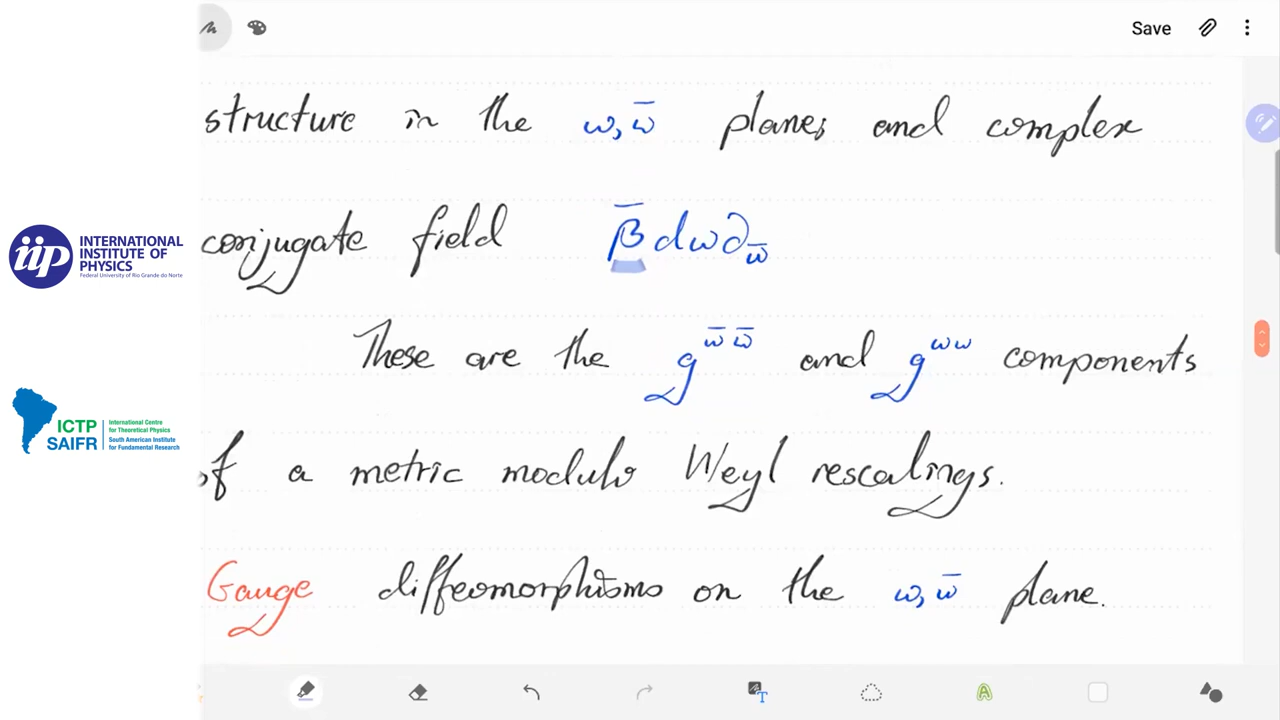 Save
structure in the ω, ω̅ plane; and complex
conjugate field β̅ dω∂_ω̅
These are the g^{ω̅ω̅} and g^{ωω} components
of a metric modulo Weyl rescalings.
Gauge diffeomorphisms on the ω, ω̅ plane.
iip INTERNATIONAL
INSTITUTE OF
PHYSICS
Federal University of Rio Grande do Norte
ICTP
SAIFR
International Centre
for Theoretical Physics
South American Institute
for Fundamental Research
T
A